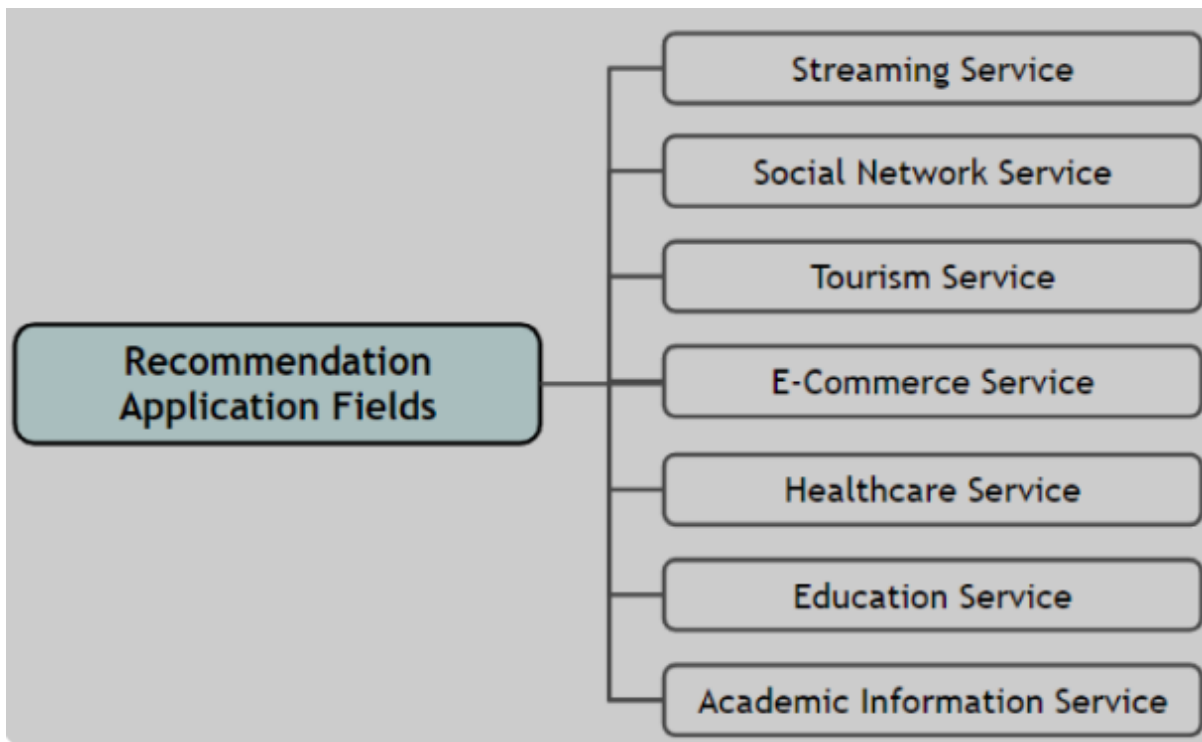 Streaming Service
Social Network Service
Tourism Service
Recommendation
Application Fields
E-Commerce Service
Healthcare Service
Education Service
Academic Information Service